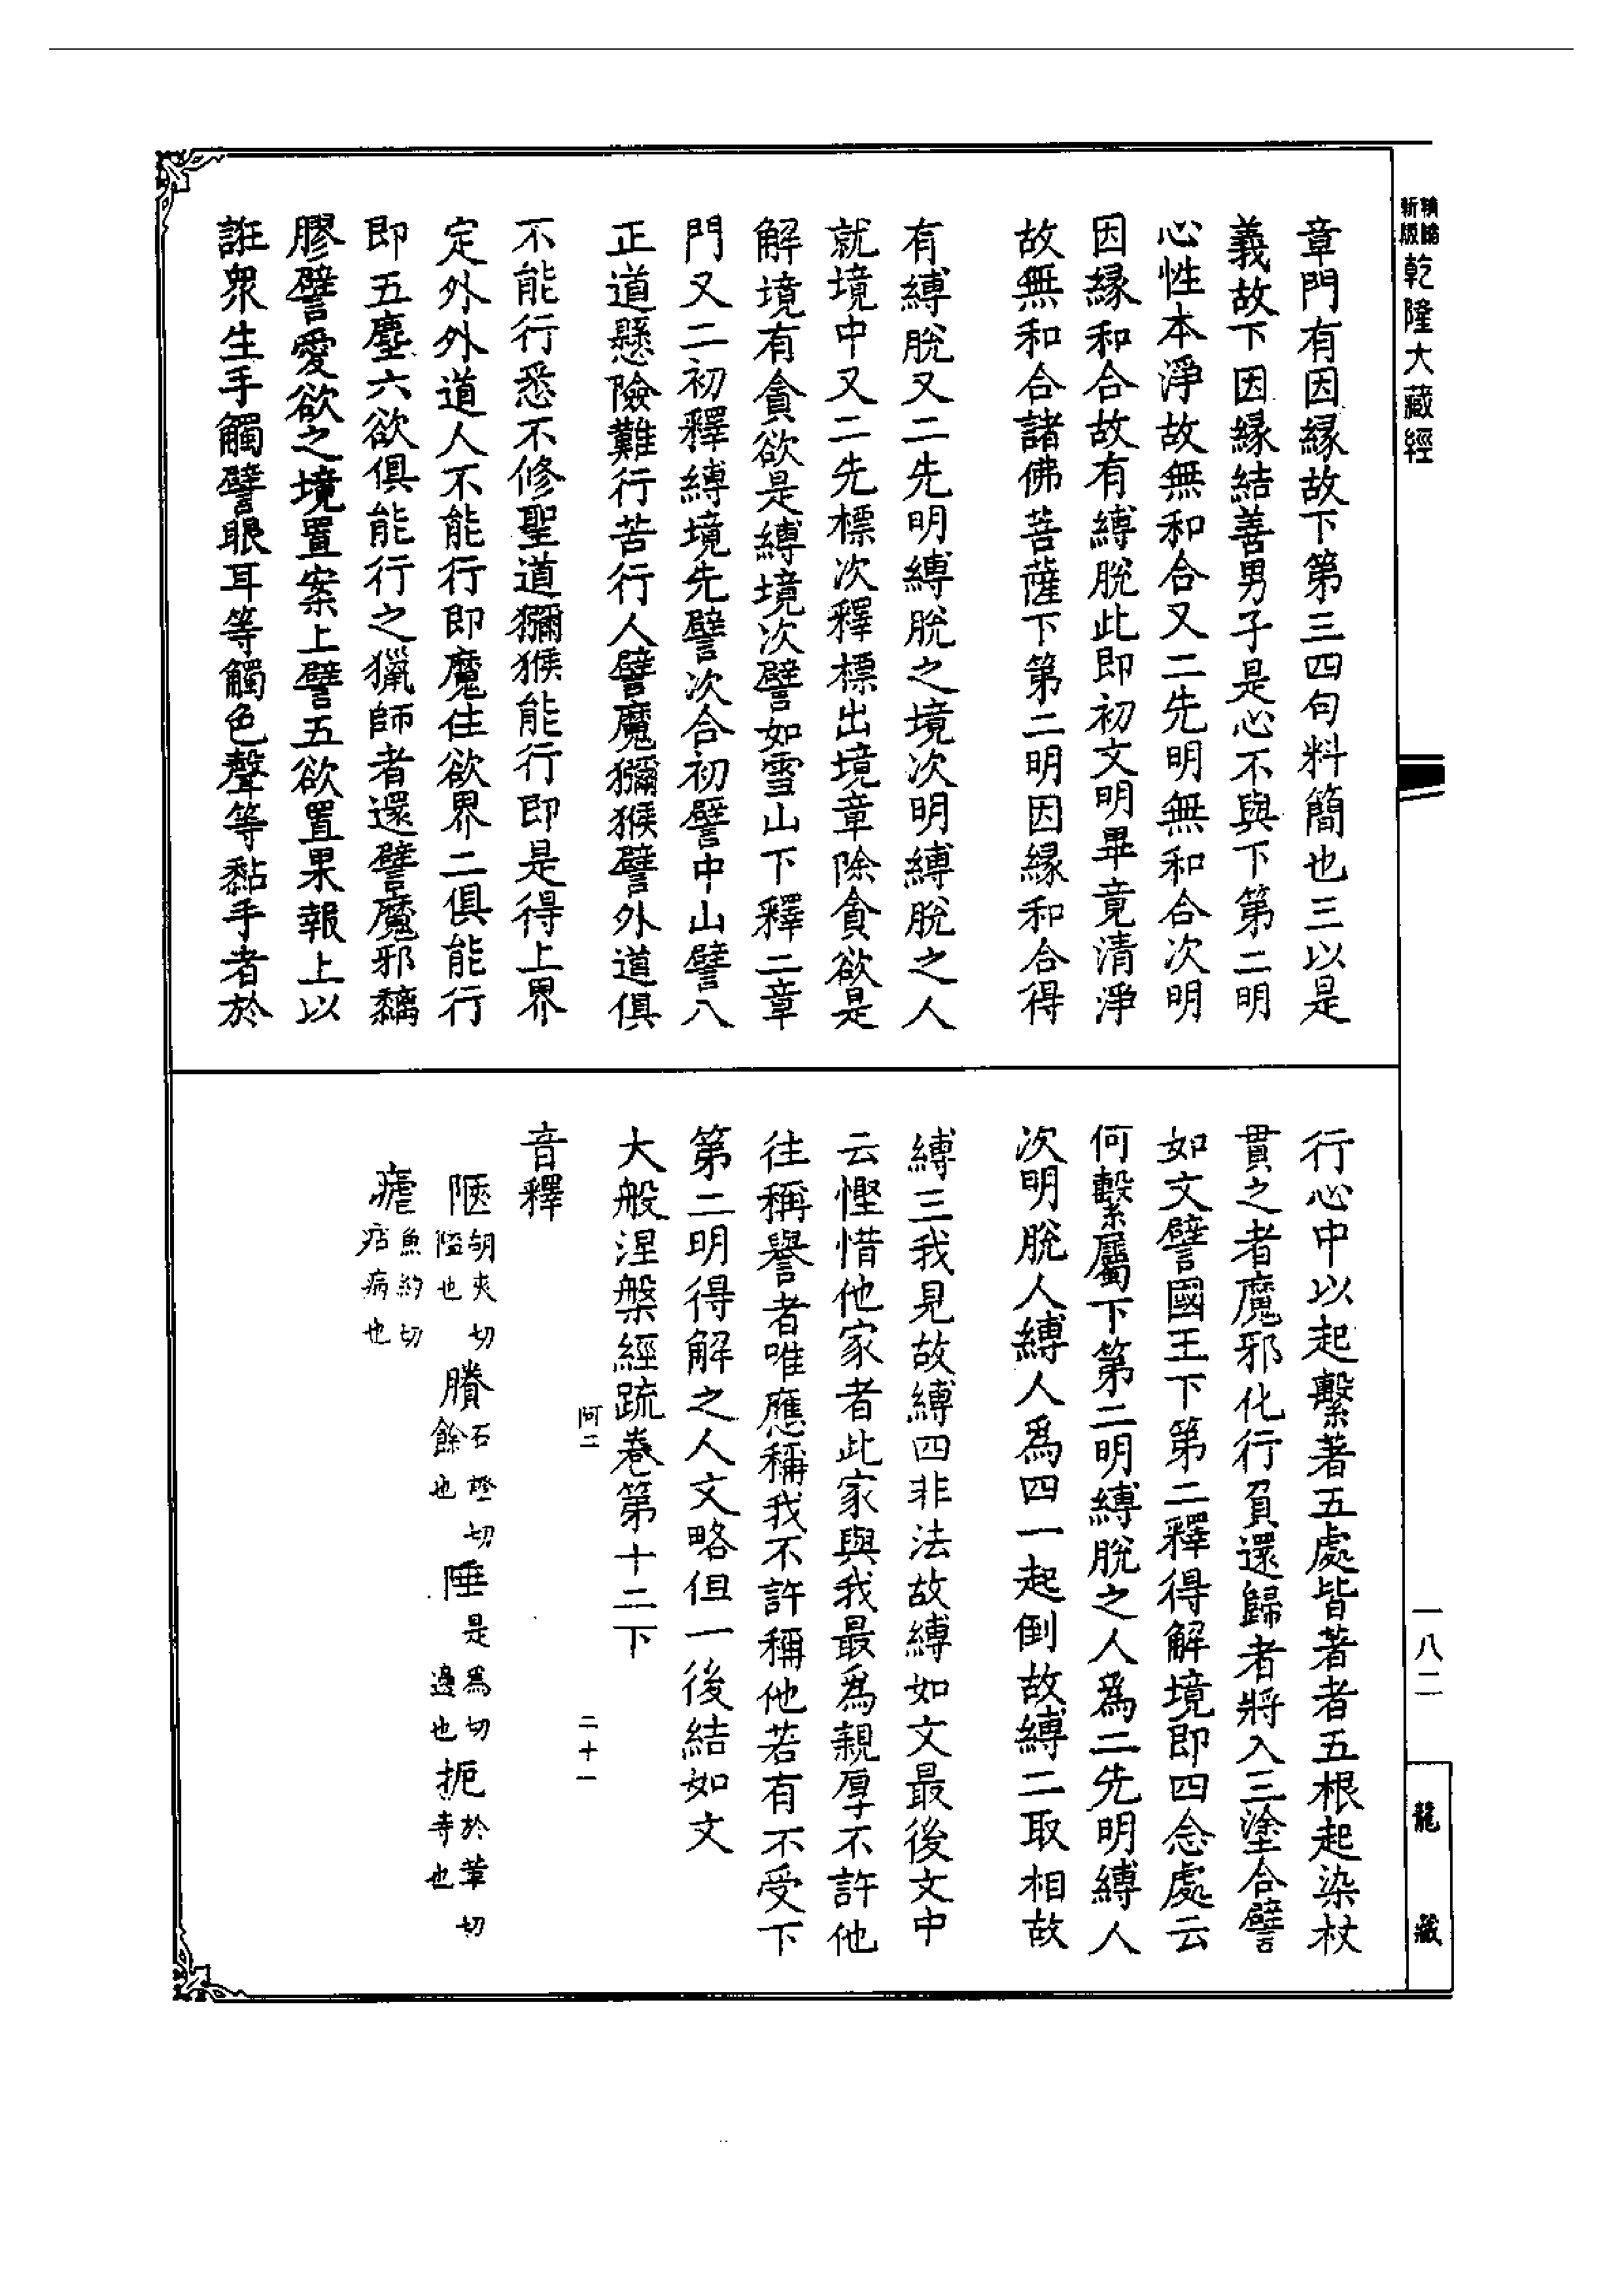 乾隆大藏經
章門有因緣故下第三四句料簡也三以是
義故下因緣結善男子是心不與下第二明
心性本淨故無和合又二先明無和合次明
因緣和合故有縛脫此即初文明畢竟清淨
故無和合諸佛菩薩下第二明因緣和合得
有縛脫又二先明縛脫之境次明縛脫之人
就境中又二先標次釋標出境章除貪欲是
解境有貪欲是縛境次譬如雪山下釋二章
門又二初釋縛境先譬次合初譬中山譬八
正道懸險難行苦行人譬魔獼猴譬外道俱
不能行悉不修聖道獼猴能行即是得上界
定外外道人不能行即魔住欲界二俱能行
即五塵六欲俱能行之獵師者還譬魔邪黐
膠譬愛欲之境置案上譬五欲置果報上以
誑眾生手觸譬眼耳等觸色聲等黏手者於
行心中以起繫著五處皆著者五根起染杖
貫之者魔邪化行負還歸者將入三塗合譬
如文譬國王下第二釋得解境即四念處云
何繫屬下第二明縛脫之人為二先明縛人
次明脫人縛人為四一起倒故縛二取相故
縛三我見故縛四非法故縛如文最後文中
云慳惜他家者此家與我最為親厚不許他
往稱譽者唯應稱我不許稱他若有不受下
第二明得解之人文略但一後結如文
大般涅槃經疏卷第十二下
阿二
二十一
音釋
陿胡夾切隘也 賸石證切餘也 陲是為切邊也 扼於革切
瘧魚約切痁病也
一八二
龍藏